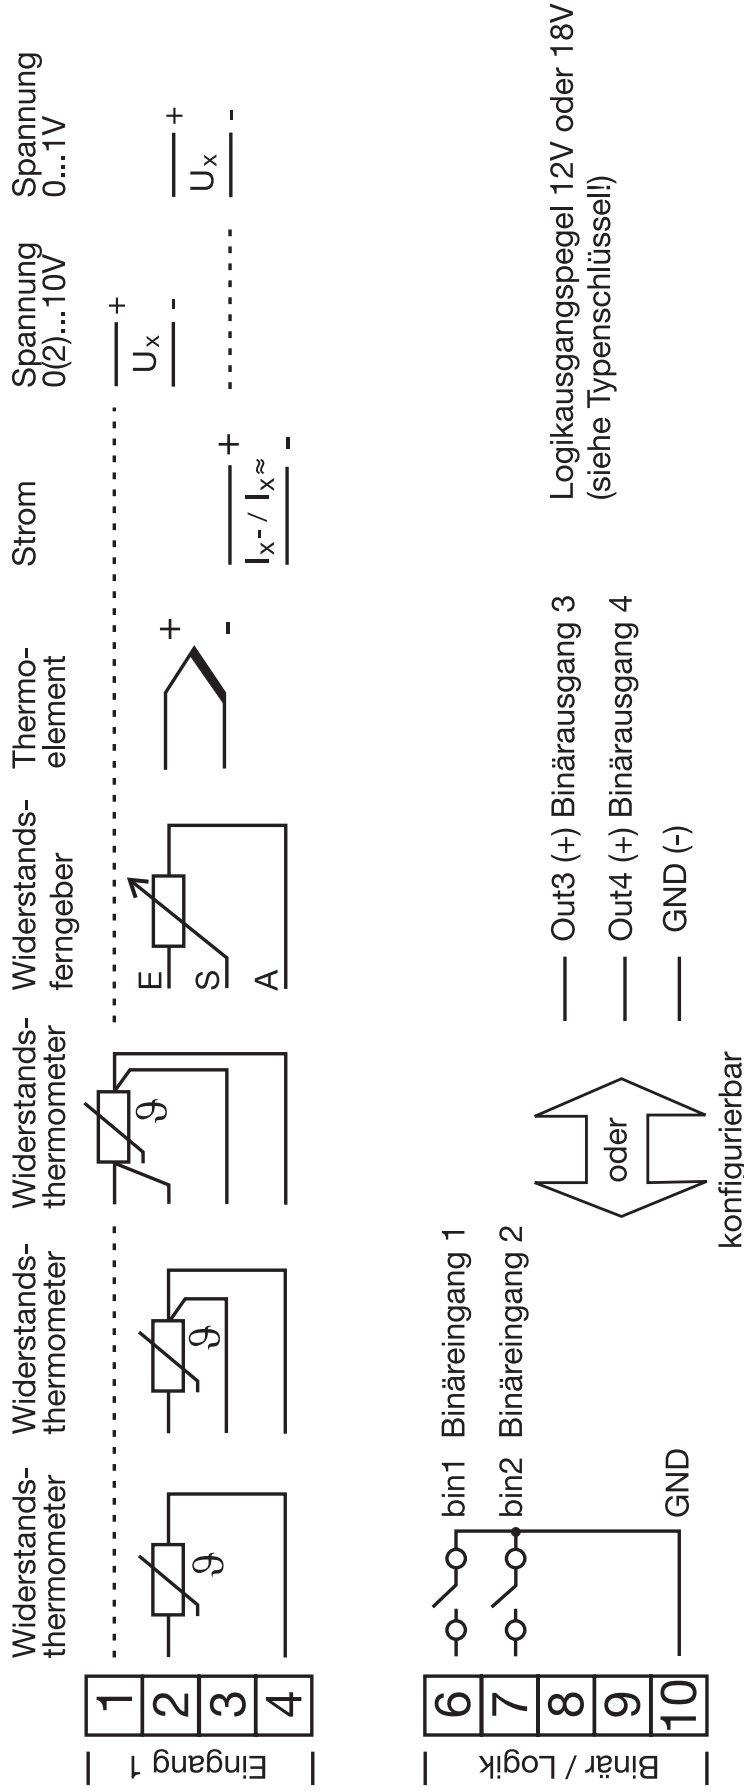 Widerstands-
thermometer
Widerstands-
thermometer
Widerstands-
thermometer
Widerstands-
ferngeber
Thermo-
element
Strom
Spannung
0(2)...10V
Spannung
0...1V
Eingang 1
1
2
3
4
ϑ
ϑ
ϑ
E
S
A
+
-
Ix- / Ix≈
+
-
Ux
+
-
Ux
+
-
Binär / Logik
6
7
8
9
10
bin1 Binäreingang 1
bin2 Binäreingang 2
GND
oder
konfigurierbar
Out3 (+) Binärausgang 3
Out4 (+) Binärausgang 4
GND (-)
Logikausgangspegel 12V oder 18V
(siehe Typenschlüssel!)